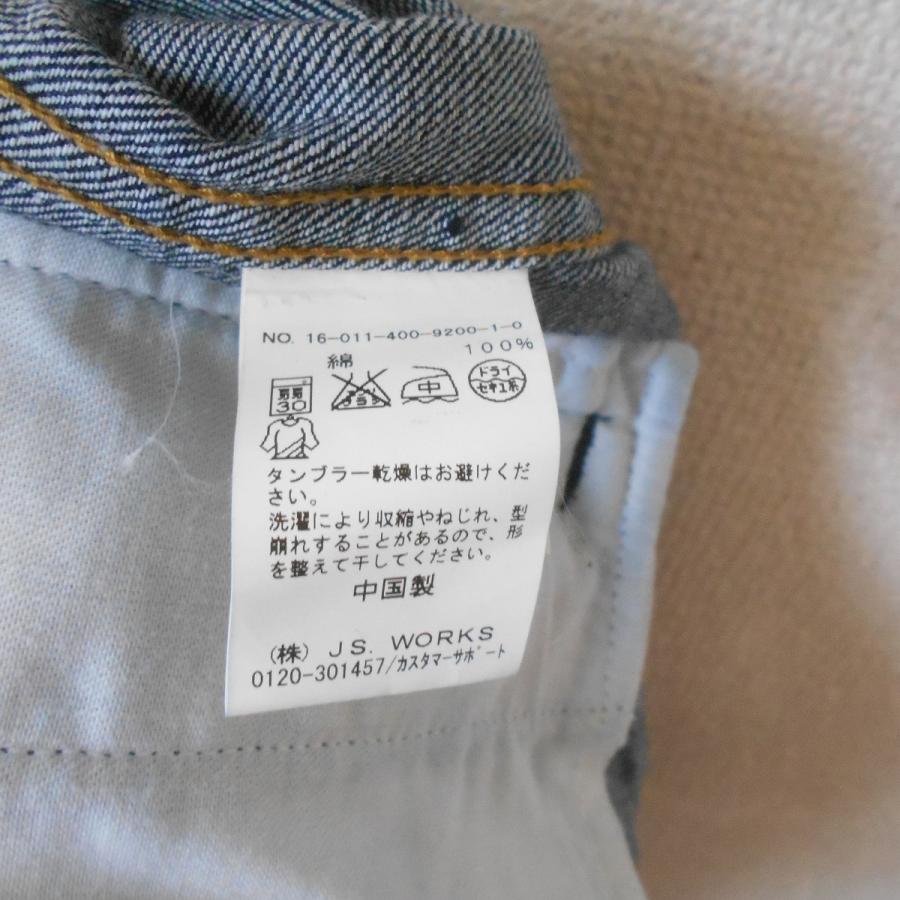 NO. 16-011-400-9200-1-0
綿 100%
30
中
ドライ
セキユ系
タンブラー乾燥はお避けくだ
さい。
洗濯により収縮やねじれ、型
崩れすることがあるので、形
を整えて干してください。
中国製
(株) J.S. WORKS
0120-301457/カスタマーサポート